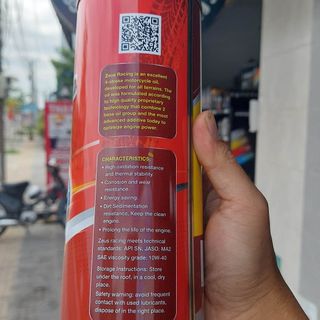 Zeus Racing is an excellent
4-stroke motorcycle oil,
developed for all terrains. The
oil was formulated according
to high quality proprietary
technology that combine 2
base oil group and the most
advanced additive today to
optimize engine power.
CHARACTERISTICS:
• High oxidation resistance
and thermal stability.
• Corrosion and wear
resistance.
• Energy saving.
• Dirt Sedimentation
resistance, Keep the clean
engine.
• Prolong the life of the engine.
Zeus racing meets technical
standards: API SN, JASO, MA2
SAE viscosity grade: 10W-40
Storage Instructions: Store
under the roof, in a cool, dry
place.
Safety warning: avoid frequent
contact with used lubricants,
dispose of in the right place.